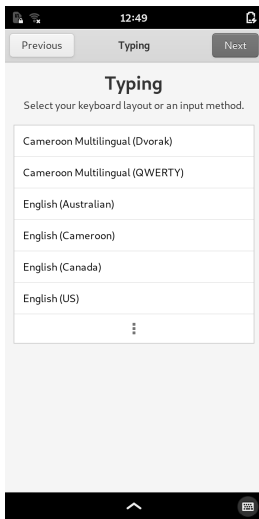 12:49
Previous
Typing
Next
Typing
Select your keyboard layout or an input method.
Cameroon Multilingual (Dvorak)
Cameroon Multilingual (QWERTY)
English (Australian)
English (Cameroon)
English (Canada)
English (US)